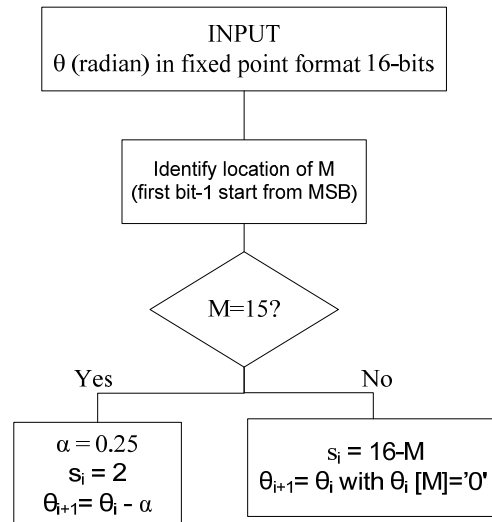 INPUT
θ (radian) in fixed point format 16-bits
Identify location of M
(first bit-1 start from MSB)
M=15?
Yes
No
α = 0.25
sᵢ = 2
θᵢ₊₁= θᵢ - α
sᵢ = 16-M
θᵢ₊₁= θᵢ with θᵢ [M]='0'